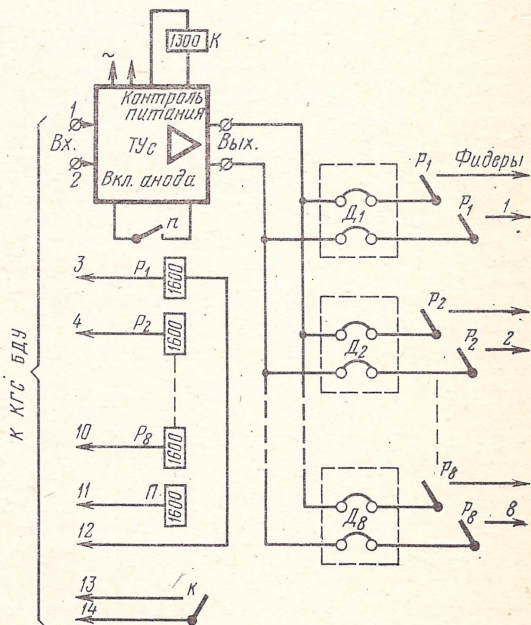 1300 К
~
Контроль
питания
1
Вх.
ТУс
Вых.
2
Вкл. анода
п
Фидеры
Р1
Д1
Р1
1
3
Р1
1600
4
Р2
1600
Р2
Д2
Р2
2
10
Р8
1600
11
П
1600
12
Р8
Д8
Р8
8
13
к
14
К КГС БДУ